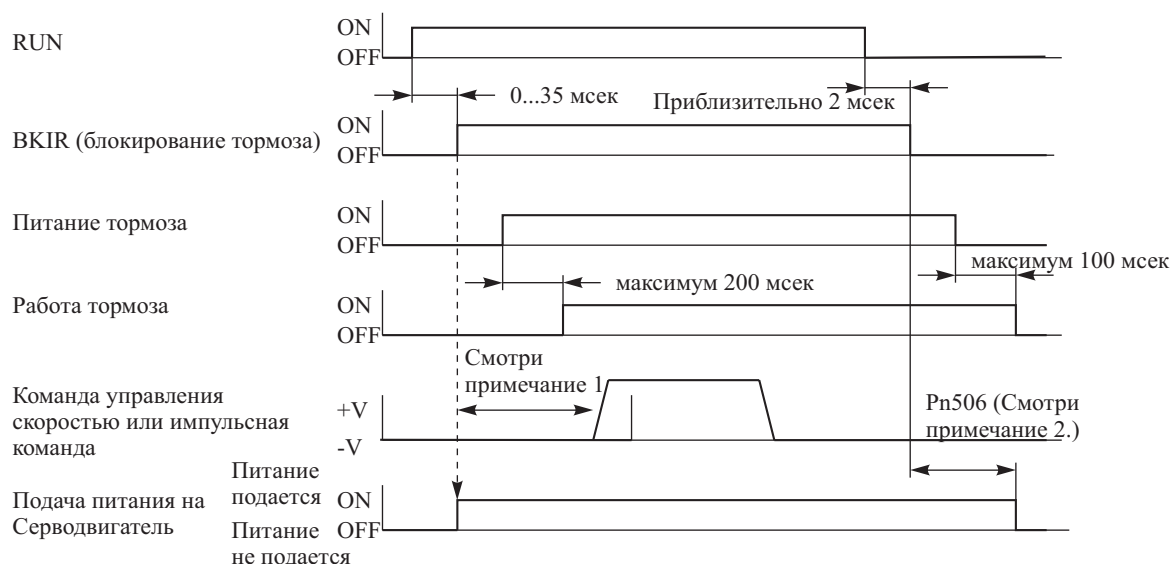 RUN
ON
OFF
0...35 мсек
Приблизительно 2 мсек
BKIR (блокирование тормоза)
ON
OFF
Питание тормоза
ON
OFF
максимум 100 мсек
максимум 200 мсек
Работа тормоза
ON
OFF
Смотри
примечание 1
Команда управления
скоростью или импульсная
команда
+V
-V
Pn506 (Смотри
примечание 2.)
Подача питания на
Серводвигатель
Питание
подается
ON
Питание
не подается
OFF